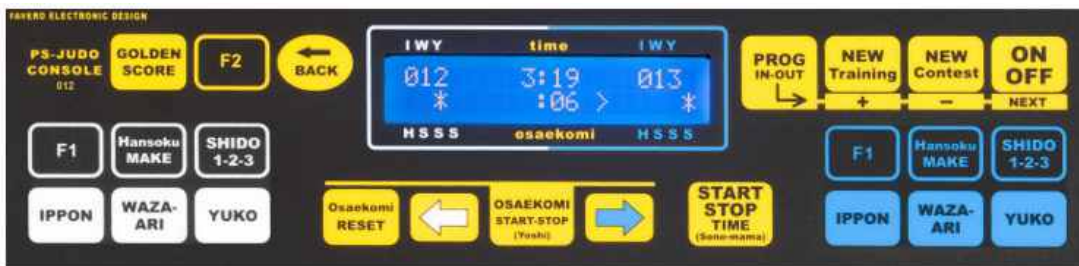 FAVERO ELECTRONIC DESIGN
PS-JUDO
CONSOLE
012
GOLDEN
SCORE
F2
BACK
IWY time IWY
012 3:19 013
* :06 > *
HSSS osaekomi HSSS
PROG
IN-OUT
NEW
Training
+
NEW
Contest
-
ON
OFF
NEXT
F1
Hansoku
MAKE
SHIDO
1-2-3
IPPON
WAZA-
ARI
YUKO
Osaekomi
RESET
OSAEKOMI
START-STOP
(Yoshi)
START
STOP
TIME
(Sono-mama)
F1
Hansoku
MAKE
SHIDO
1-2-3
IPPON
WAZA-
ARI
YUKO